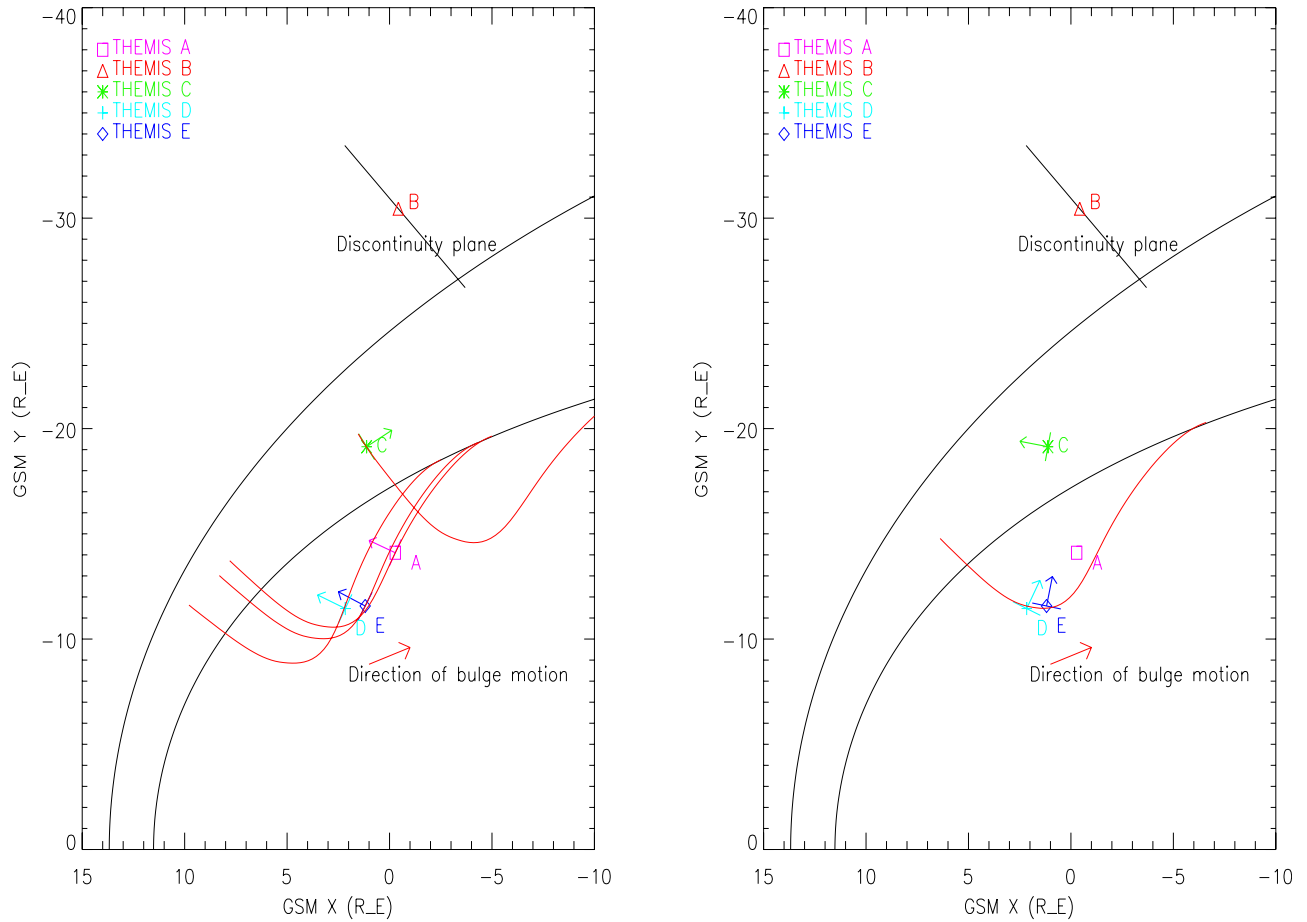 -40
THEMIS A
THEMIS B
THEMIS C
THEMIS D
THEMIS E
B
-30
Discontinuity plane
GSM Y (R_E)
-20
C
A
D
E
-10
Direction of bulge motion
0
15 10 5 0 -5 -10
GSM X (R_E)
-40
THEMIS A
THEMIS B
THEMIS C
THEMIS D
THEMIS E
B
-30
Discontinuity plane
GSM Y (R_E)
-20
C
A
D
E
-10
Direction of bulge motion
0
15 10 5 0 -5 -10
GSM X (R_E)